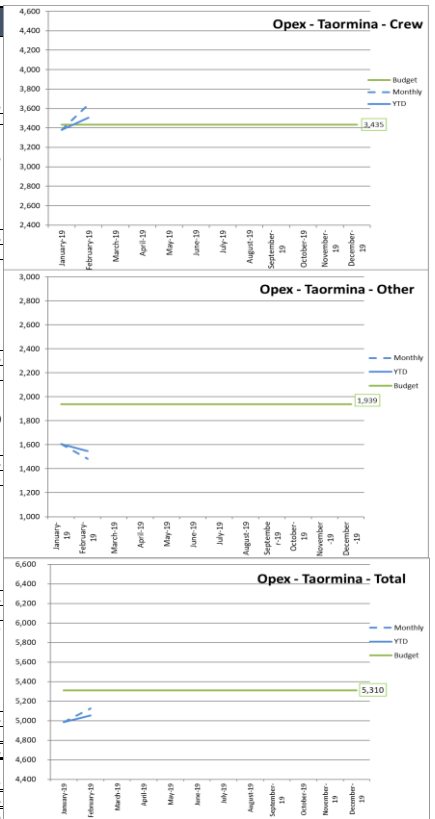 Opex - Taormina - Crew
4,600
4,400
4,200
4,000
3,800
3,600
3,400
3,200
3,000
2,800
2,600
2,400
Budget
Monthly
YTD
3,435
January-19
February-19
March-19
April-19
May-19
June-19
July-19
August-19
September-
19
October-19
November-
19
December-
19
Opex - Taormina - Other
3,000
2,800
2,600
2,400
2,200
2,000
1,800
1,600
1,400
1,200
1,000
Monthly
YTD
Budget
1,939
January-
19
February-
19
March-19
April-19
May-19
June-19
July-19
August-19
Septembe
r-19
October-
19
November
-19
December
-19
Opex - Taormina - Total
6,600
6,400
6,200
6,000
5,800
5,600
5,400
5,200
5,000
4,800
4,600
4,400
Monthly
YTD
Budget
5,310
January-19
February-19
March-19
April-19
May-19
June-19
July-19
August-19
September-
19
October-19
November-
19
December-
19